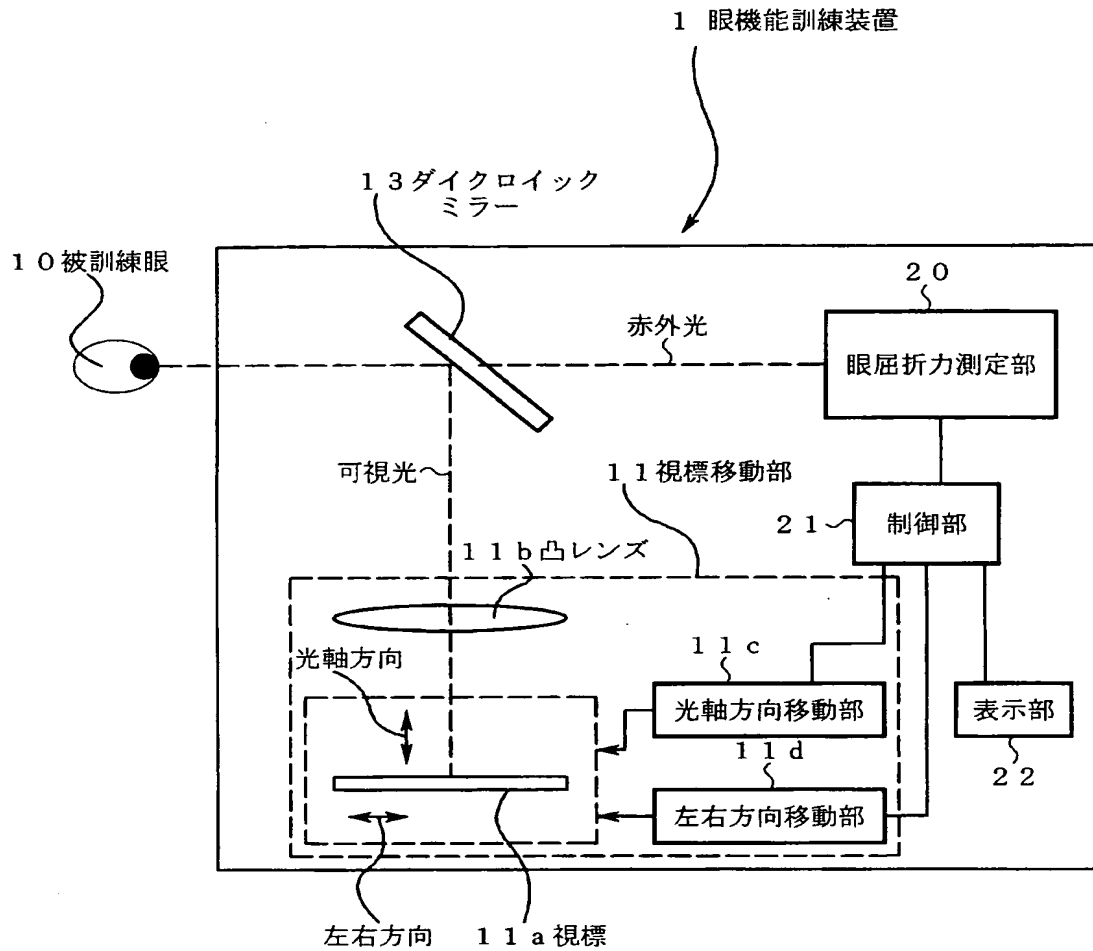 １ 眼機能訓練装置
１３ダイクロイック
ミラー
１０被訓練眼
２０
赤外光
眼屈折力測定部
可視光
１１視標移動部
２１
制御部
１１ｂ凸レンズ
光軸方向
１１ｃ
光軸方向移動部
表示部
１１ｄ
２２
左右方向移動部
左右方向
１１ａ視標